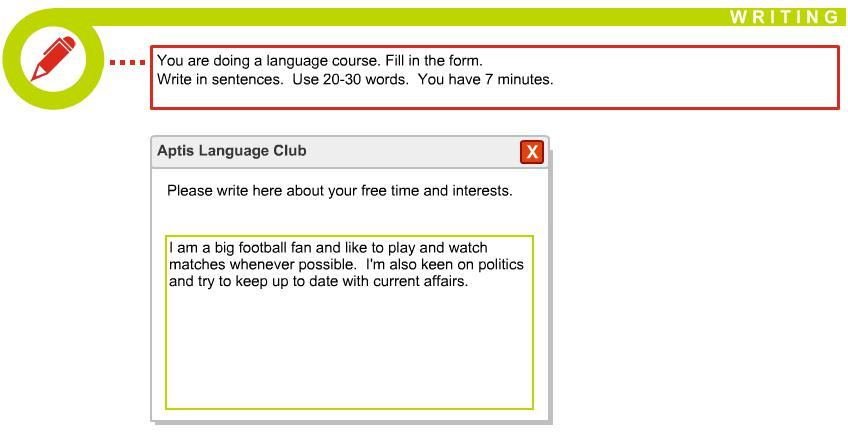 WRITING
You are doing a language course. Fill in the form.
Write in sentences.  Use 20-30 words.  You have 7 minutes.
Aptis Language Club
X
Please write here about your free time and interests.
I am a big football fan and like to play and watch
matches whenever possible.  I'm also keen on politics
and try to keep up to date with current affairs.